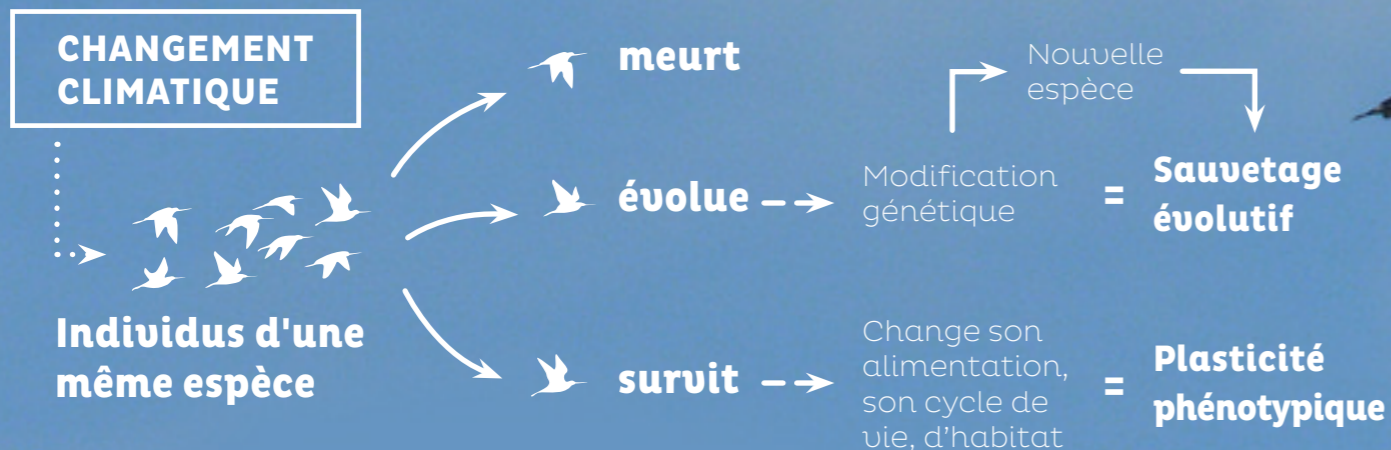 CHANGEMENT
CLIMATIQUE
Individus d'une
même espèce
meurt
évolue
Modification
génétique
Nouvelle
espèce
=
Sauvetage
évolutif
survit
Change son
alimentation,
son cycle de
vie, d'habitat
=
Plasticité
phénotypique